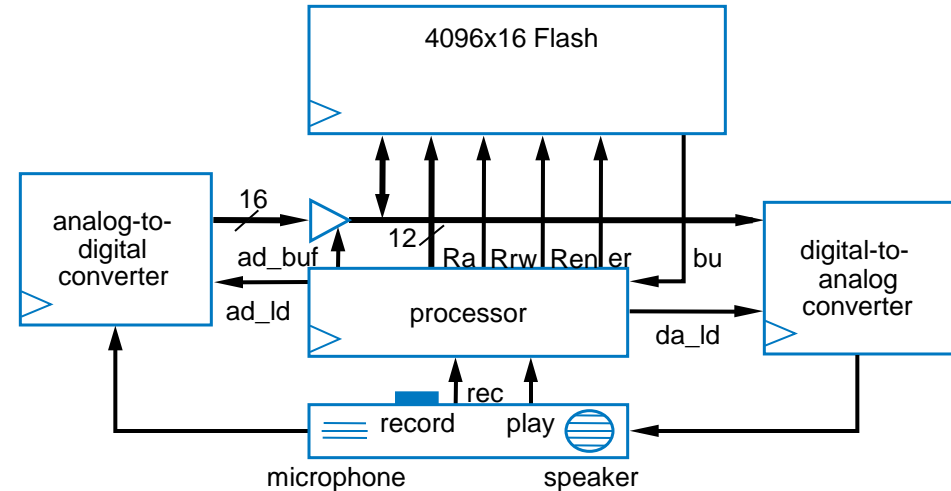 4096x16 Flash
analog-to-
digital
converter
16
12
ad_buf
Ra
Rrw
Ren
er
bu
digital-to-
analog
converter
ad_ld
processor
da_ld
rec
record
play
microphone
speaker